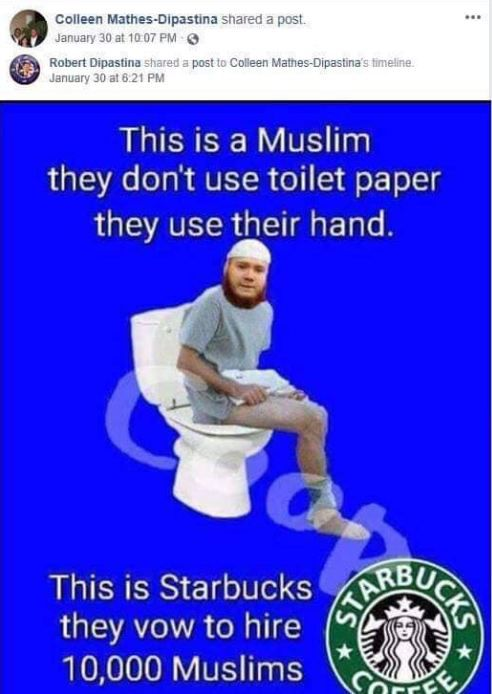 Colleen Mathes-Dipastina shared a post.
January 30 at 10:07 PM
Robert Dipastina shared a post to Colleen Mathes-Dipastina's timeline.
January 30 at 6:21 PM
This is a Muslim
they don't use toilet paper
they use their hand.
This is Starbucks
they vow to hire
10,000 Muslims
STARBUCKS
COFFEE